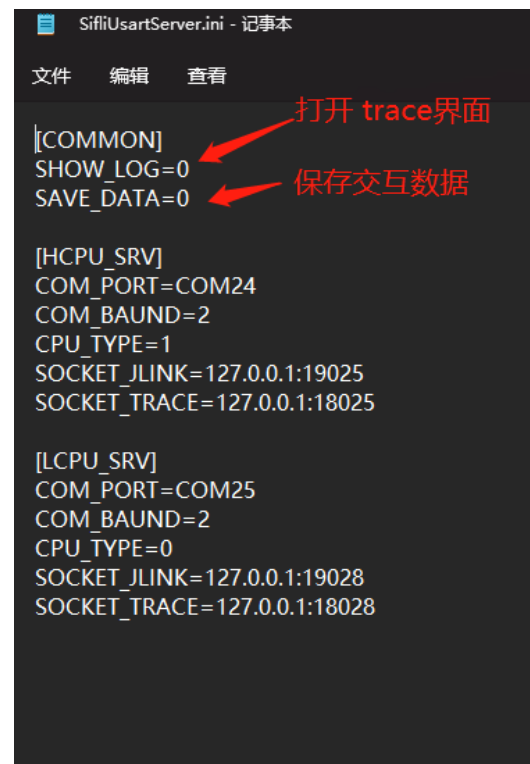 SifliUsartServer.ini - 记事本
文件 编辑 查看
打开 trace界面
[COMMON]
SHOW_LOG=0
保存交互数据
SAVE_DATA=0
[HCPU_SRV]
COM_PORT=COM24
COM_BAUND=2
CPU_TYPE=1
SOCKET_JLINK=127.0.0.1:19025
SOCKET_TRACE=127.0.0.1:18025
[LCPU_SRV]
COM_PORT=COM25
COM_BAUND=2
CPU_TYPE=0
SOCKET_JLINK=127.0.0.1:19028
SOCKET_TRACE=127.0.0.1:18028